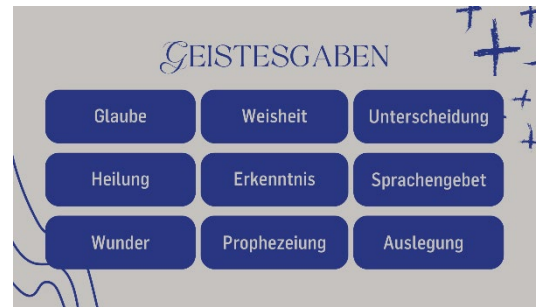 GEISTESGABEN
Glaube
Weisheit
Unterscheidung
Heilung
Erkenntnis
Sprachengebet
Wunder
Prophezeiung
Auslegung